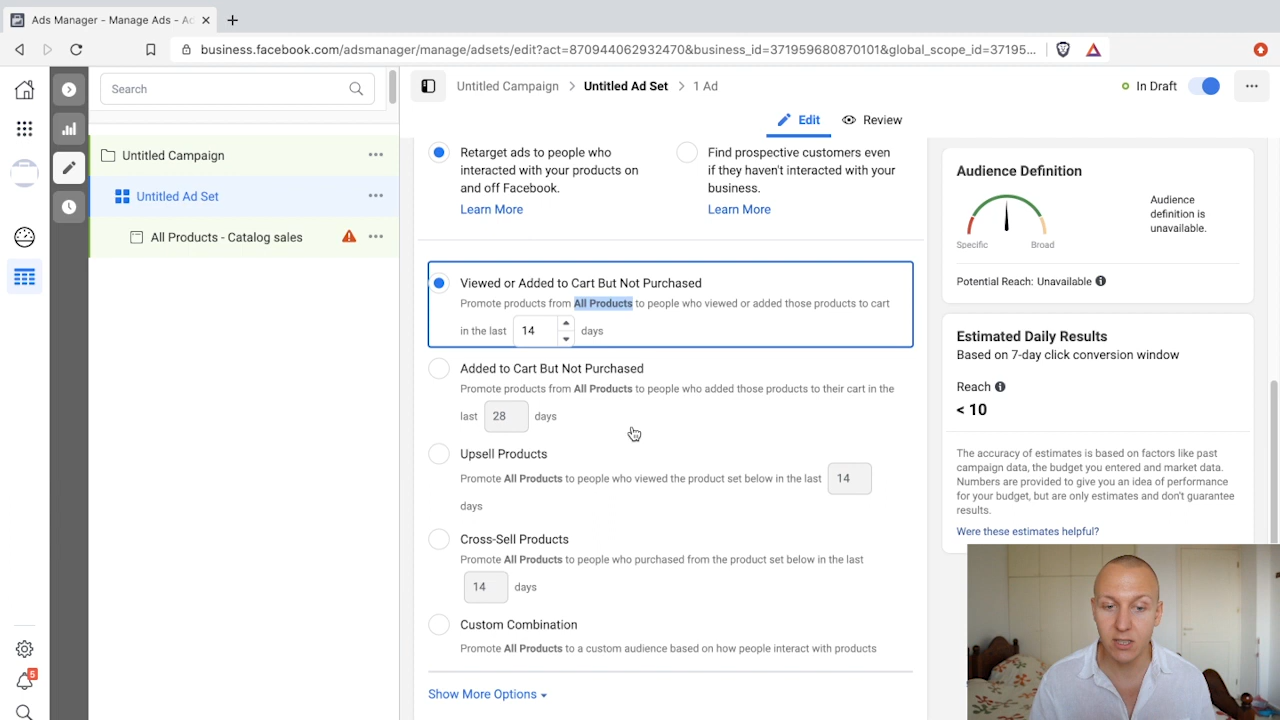 Ads Manager - Manage Ads - Ad
business.facebook.com/adsmanager/manage/adsets/edit?act=870944062932470&business_id=371959680870101&global_scope_id=37195...
Search
Untitled Campaign
Untitled Ad Set
All Products - Catalog sales
5
Untitled Campaign > Untitled Ad Set > 1 Ad
In Draft
Edit
Review
Retarget ads to people who
interacted with your products on
and off Facebook.
Learn More
Find prospective customers even
if they haven't interacted with your
business.
Learn More
Viewed or Added to Cart But Not Purchased
Promote products from All Products to people who viewed or added those products to cart
in the last 14 days
Added to Cart But Not Purchased
Promote products from All Products to people who added those products to their cart in the
last 28 days
Upsell Products
Promote All Products to people who viewed the product set below in the last 14
days
Cross-Sell Products
Promote All Products to people who purchased from the product set below in the last
14 days
Custom Combination
Promote All Products to a custom audience based on how people interact with products
Show More Options
Audience Definition
Specific
Broad
Audience
definition is
unavailable.
Potential Reach: Unavailable
Estimated Daily Results
Based on 7-day click conversion window
Reach
< 10
The accuracy of estimates is based on factors like past
campaign data, the budget you entered and market data.
Numbers are provided to give you an idea of performance
for your budget, but are only estimates and don't guarantee
results.
Were these estimates helpful?